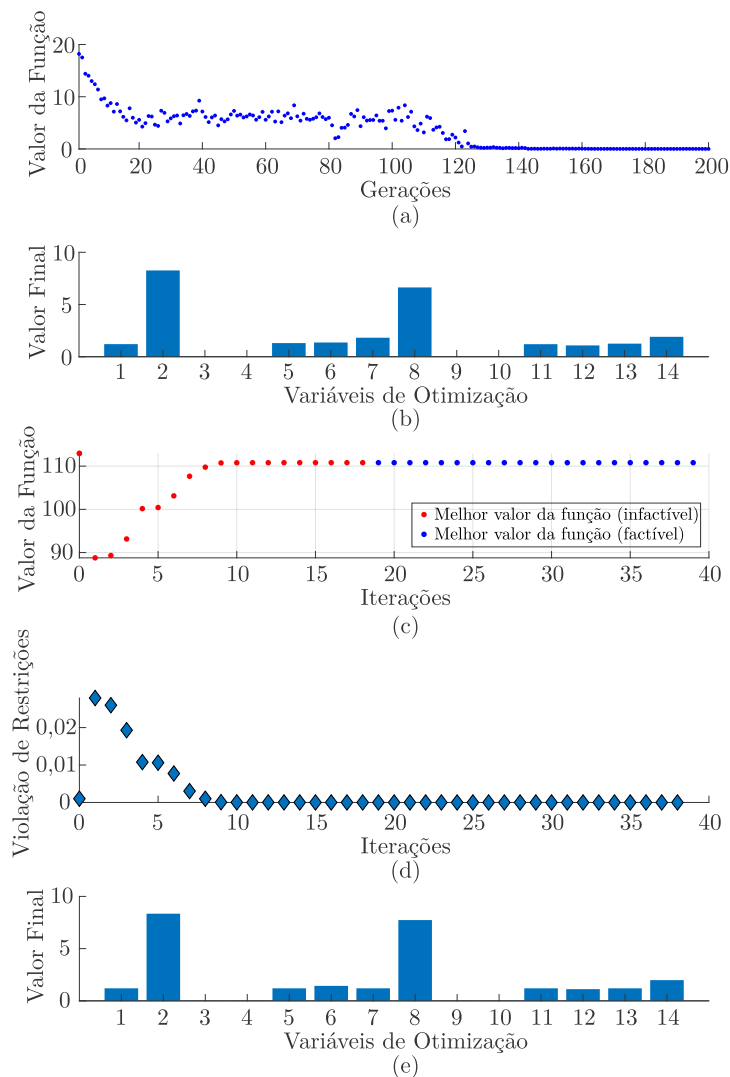 Valor da Função
20
10
0
0 20 40 60 80 100 120 140 160 180 200
Gerações
(a)
Valor Final
10
5
0
1 2 3 4 5 6 7 8 9 10 11 12 13 14
Variáveis de Otimização
(b)
Valor da Função
110
100
90
Melhor valor da função (infactível)
Melhor valor da função (factível)
0 5 10 15 20 25 30 35 40
Iterações
(c)
Violação de Restrições
0,02
0,01
0
0 5 10 15 20 25 30 35 40
Iterações
(d)
Valor Final
10
5
0
1 2 3 4 5 6 7 8 9 10 11 12 13 14
Variáveis de Otimização
(e)